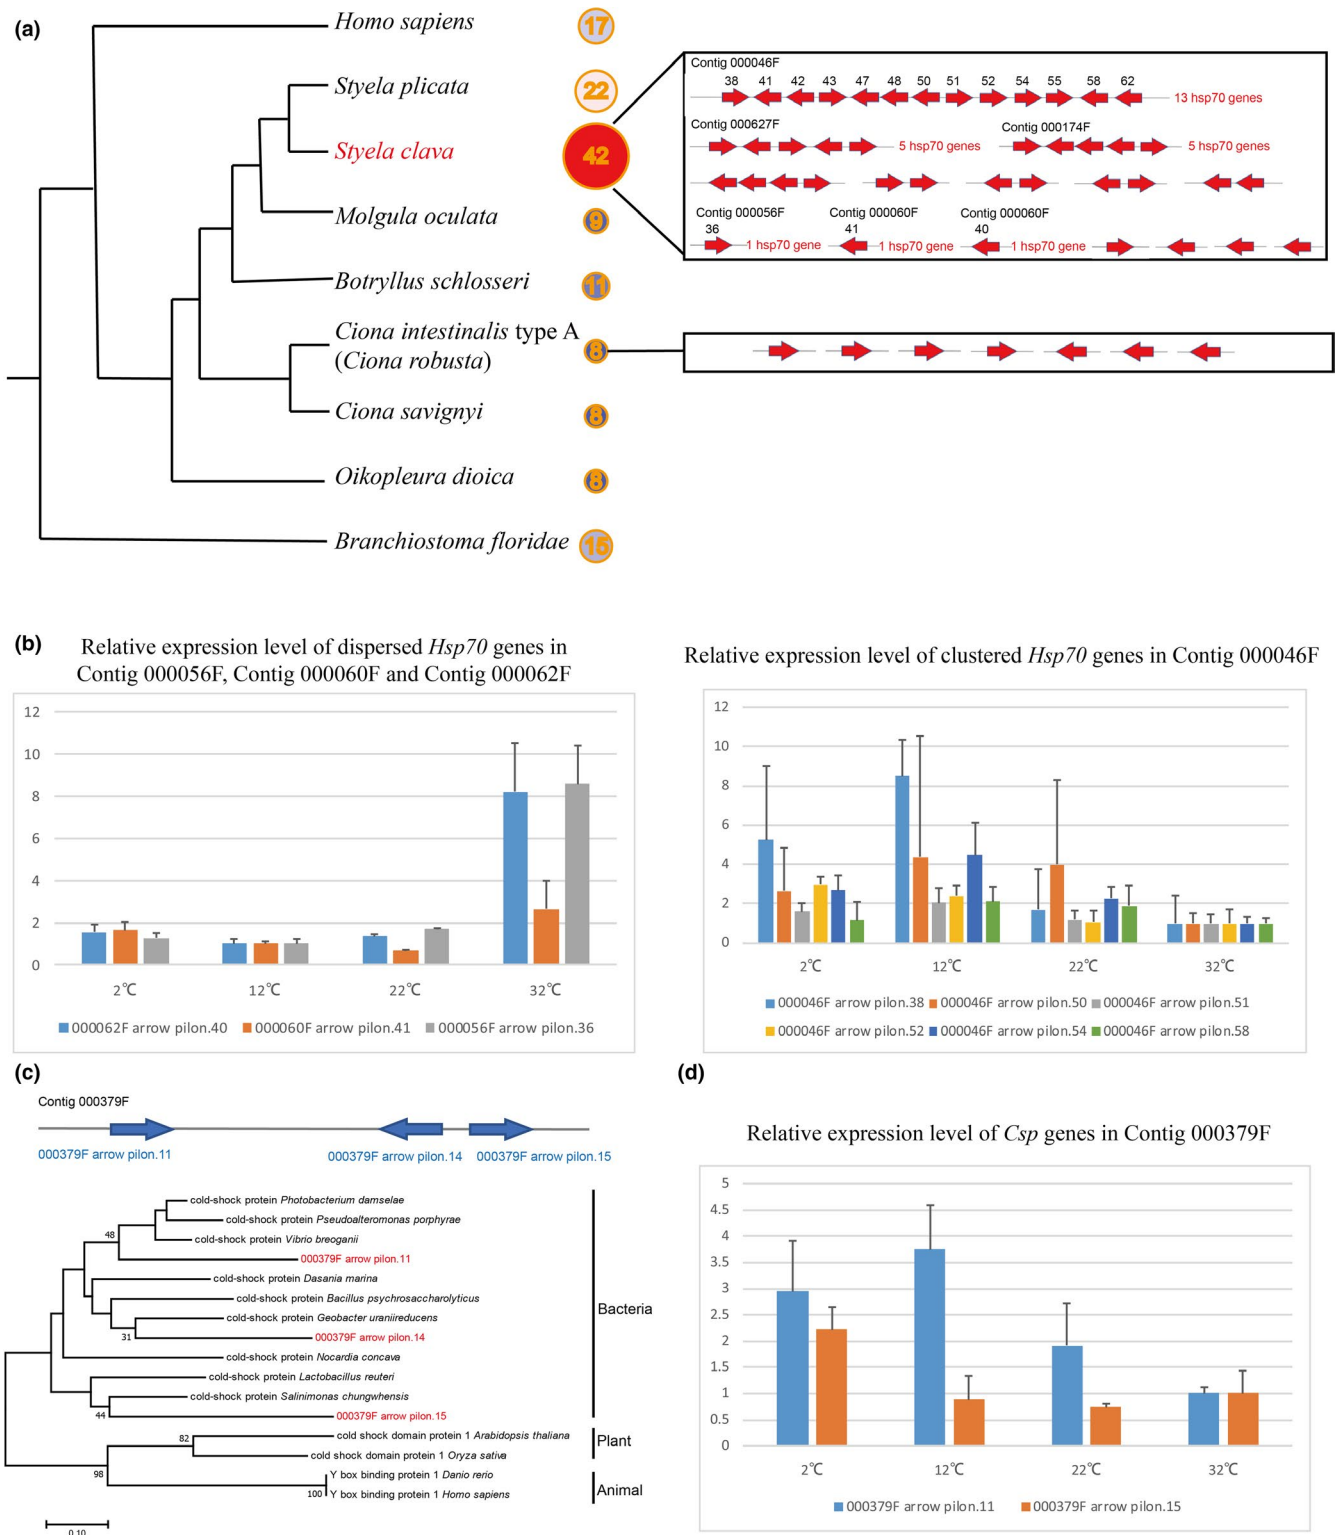 (a)
Homo sapiens
17
Styela plicata
22
Styela clava
42
Molgula oculata
9
Botryllus schlosseri
11
Ciona intestinalis type A
(Ciona robusta)
8
Ciona savignyi
8
Oikopleura dioica
8
Branchiostoma floridae
15
Contig 000046F
38 41 42 43 47 48 50 51 52 54 55 58 62
13 hsp70 genes
Contig 000627F
5 hsp70 genes
Contig 000174F
5 hsp70 genes
Contig 000056F
36
1 hsp70 gene
Contig 000060F
41
1 hsp70 gene
Contig 000060F
40
1 hsp70 gene
(b)
Relative expression level of dispersed Hsp70 genes in
Contig 000056F, Contig 000060F and Contig 000062F
12
10
8
6
4
2
0
2℃ 12℃ 22℃ 32℃
000062F arrow pilon.40 000060F arrow pilon.41 000056F arrow pilon.36
Relative expression level of clustered Hsp70 genes in Contig 000046F
12
10
8
6
4
2
0
2℃ 12℃ 22℃ 32℃
000046F arrow pilon.38 000046F arrow pilon.50 000046F arrow pilon.51
000046F arrow pilon.52 000046F arrow pilon.54 000046F arrow pilon.58
(c)
Contig 000379F
000379F arrow pilon.11 000379F arrow pilon.14 000379F arrow pilon.15
cold-shock protein Photobacterium damselae
cold-shock protein Pseudoalteromonas porphyrae
48
cold-shock protein Vibrio breoganii
000379F arrow pilon.11
cold-shock protein Dasania marina
cold-shock protein Bacillus psychrosaccharolyticus
Bacteria
cold-shock protein Geobacter uraniireducens
31
000379F arrow pilon.14
cold-shock protein Nocardia concava
cold-shock protein Lactobacillus reuteri
cold-shock protein Salinimonas chungwhensis
44
000379F arrow pilon.15
82
cold shock domain protein 1 Arabidopsis thaliana
Plant
cold shock domain protein 1 Oryza sativa
98
Y box binding protein 1 Danio rerio
Animal
100
Y box binding protein 1 Homo sapiens
0.10
(d)
Relative expression level of Csp genes in Contig 000379F
5
4.5
4
3.5
3
2.5
2
1.5
1
0.5
0
2℃ 12℃ 22℃ 32℃
000379F arrow pilon.11 000379F arrow pilon.15